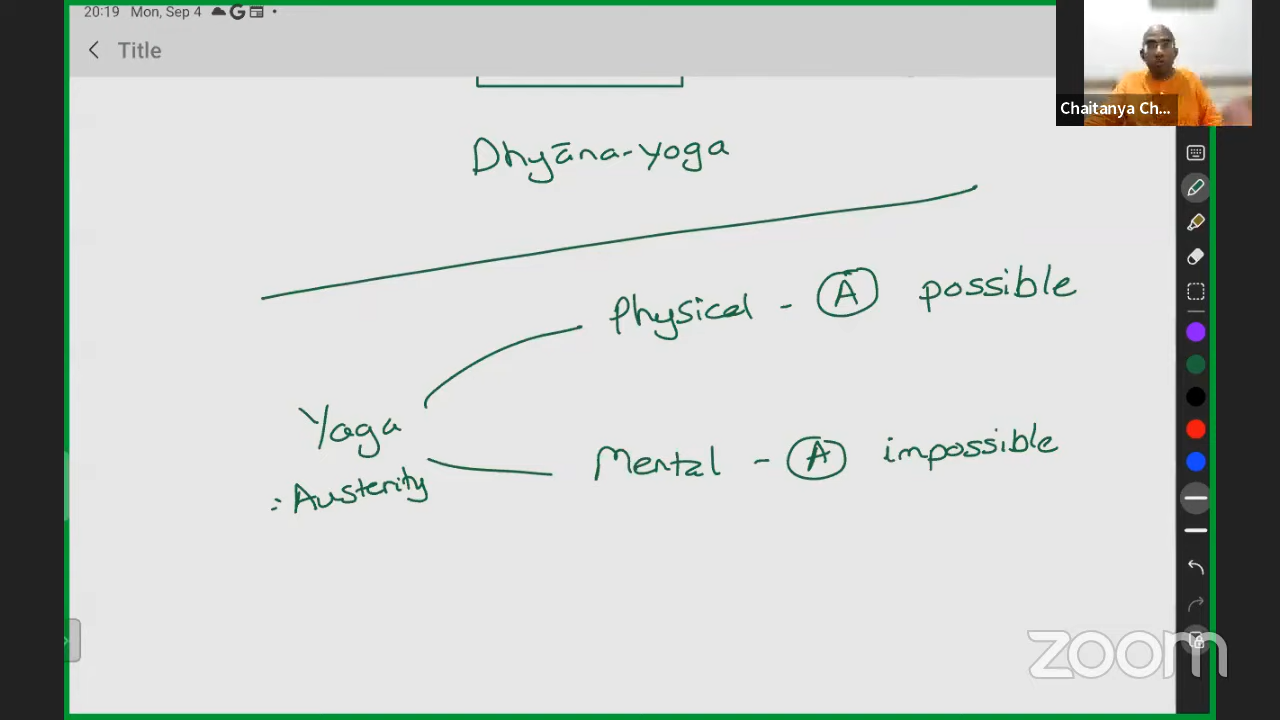 20:19 Mon, Sep 4
Title
Chaitanya Ch...
Dhyāna-yoga
Physical - A possible
Yoga
Mental - A impossible
: Austerity
zoom